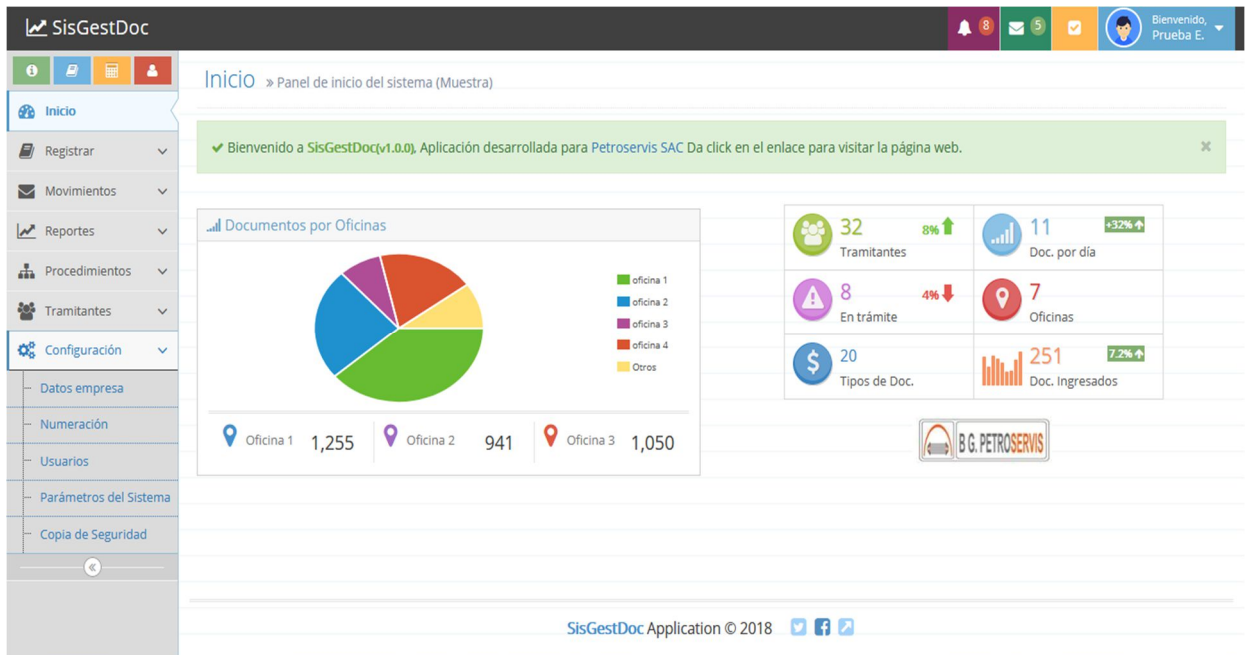 SisGestDoc
8
5
Bienvenido,
Prueba E.
Inicio
Registrar
Movimientos
Reportes
Procedimientos
Tramitantes
Configuración
Datos empresa
Numeración
Usuarios
Parámetros del Sistema
Copia de Seguridad
Inicio » Panel de inicio del sistema (Muestra)
Bienvenido a SisGestDoc(v1.0.0), Aplicación desarrollada para Petroservis SAC Da click en el enlace para visitar la página web. ×
Documentos por Oficinas
oficina 1
oficina 2
oficina 3
oficina 4
Otros
Oficina 1 1,255
Oficina 2 941
Oficina 3 1,050
32 8%
Tramitantes
11 +32%
Doc. por día
8 4%
En trámite
7
Oficinas
20
Tipos de Doc.
251 7.2%
Doc. Ingresados
B G. PETROSERVIS
SisGestDoc Application © 2018